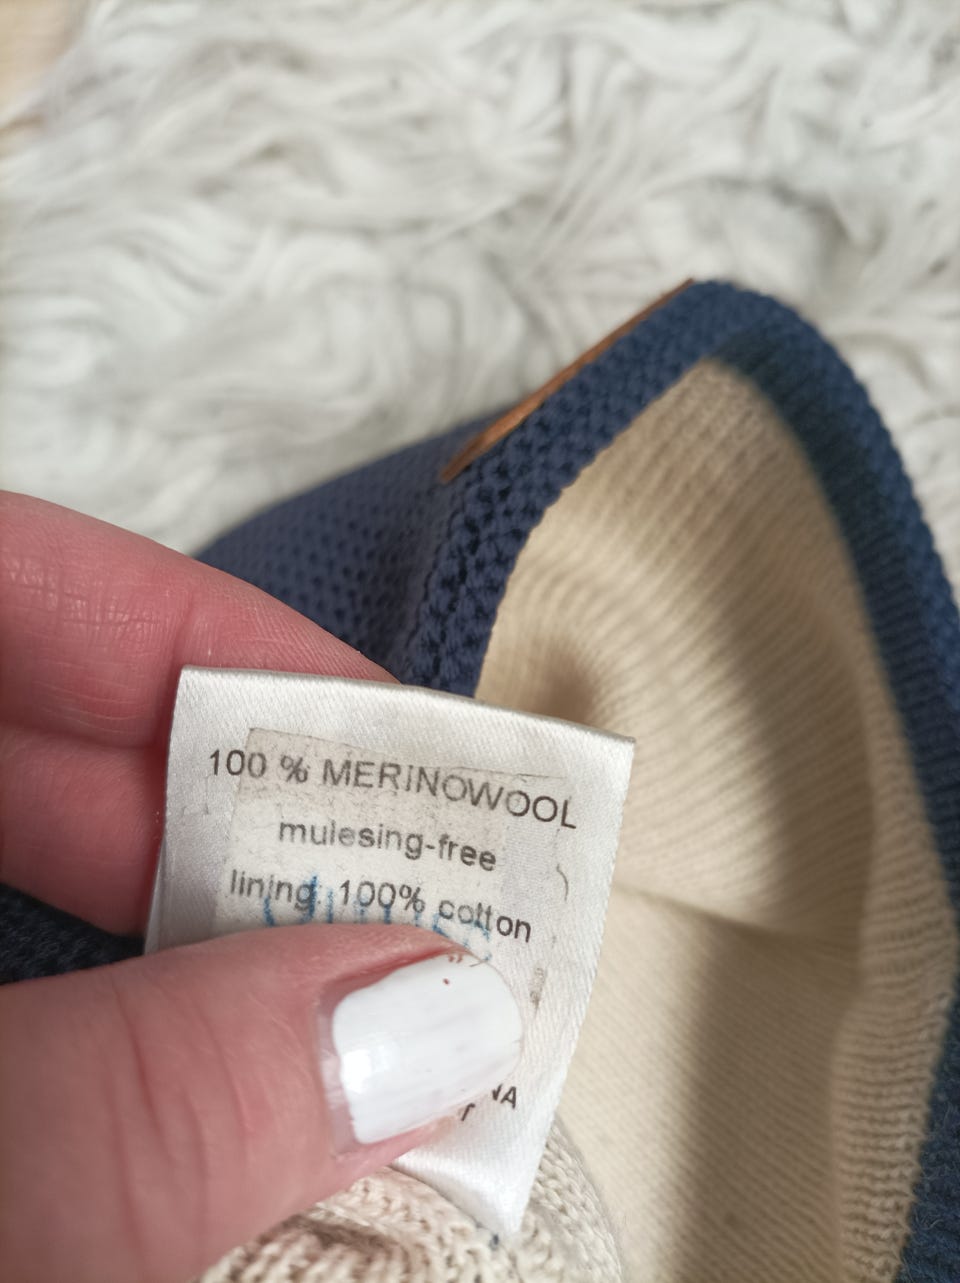 100 % MERINOWOOL
mulesing-free
lining 100% cotton